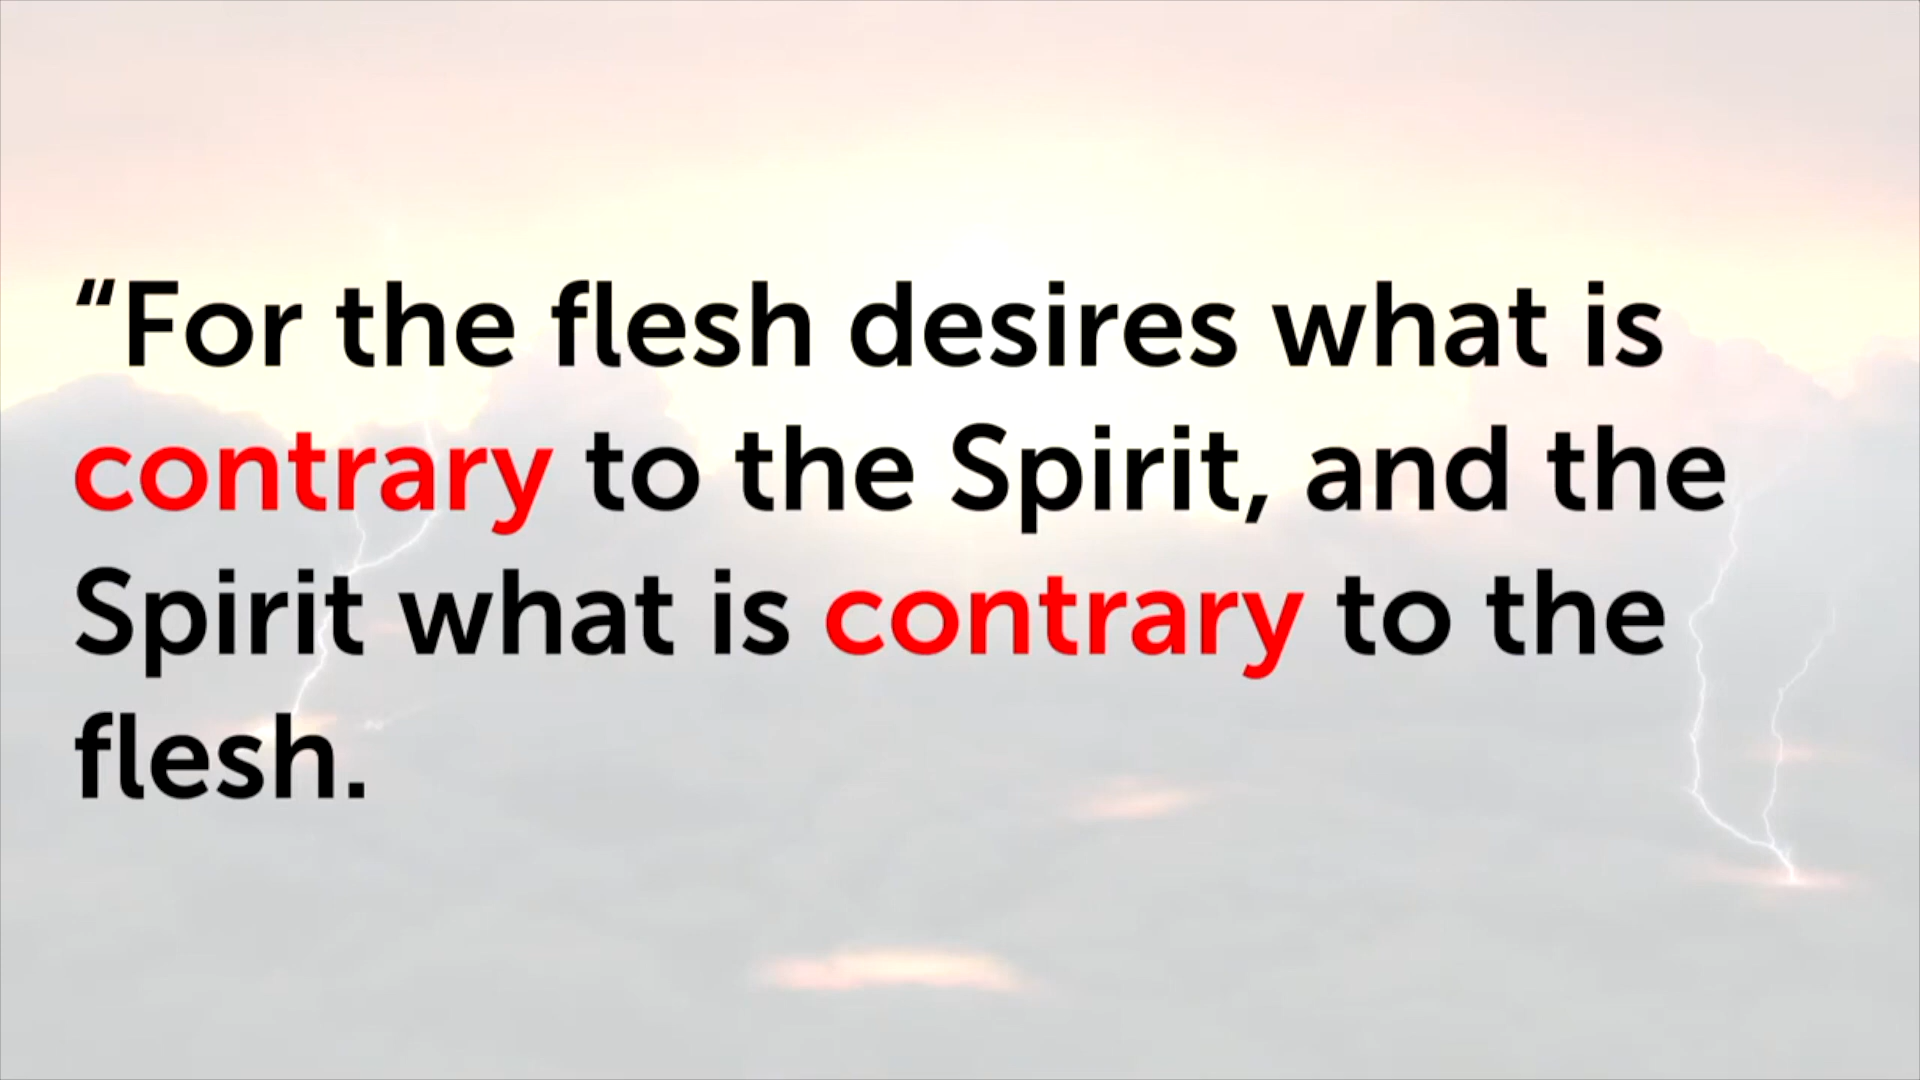 “For the flesh desires what is
contrary to the Spirit, and the
Spirit what is contrary to the
flesh.